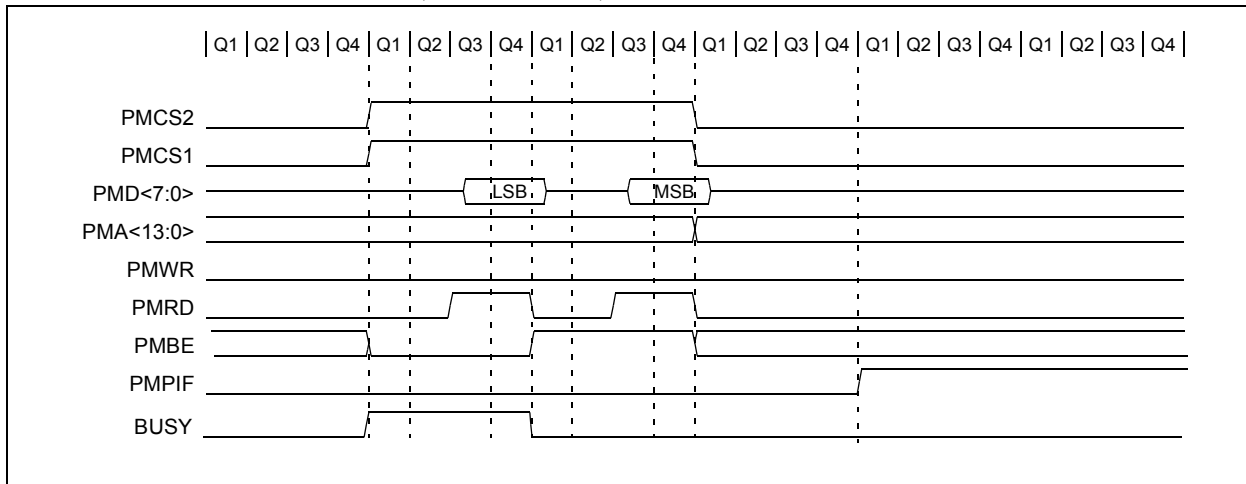 Q1 Q2 Q3 Q4 Q1 Q2 Q3 Q4 Q1 Q2 Q3 Q4 Q1 Q2 Q3 Q4 Q1 Q2 Q3 Q4 Q1 Q2 Q3 Q4
PMCS2
PMCS1
PMD<7:0> LSB MSB
PMA<13:0>
PMWR
PMRD
PMBE
PMPIF
BUSY